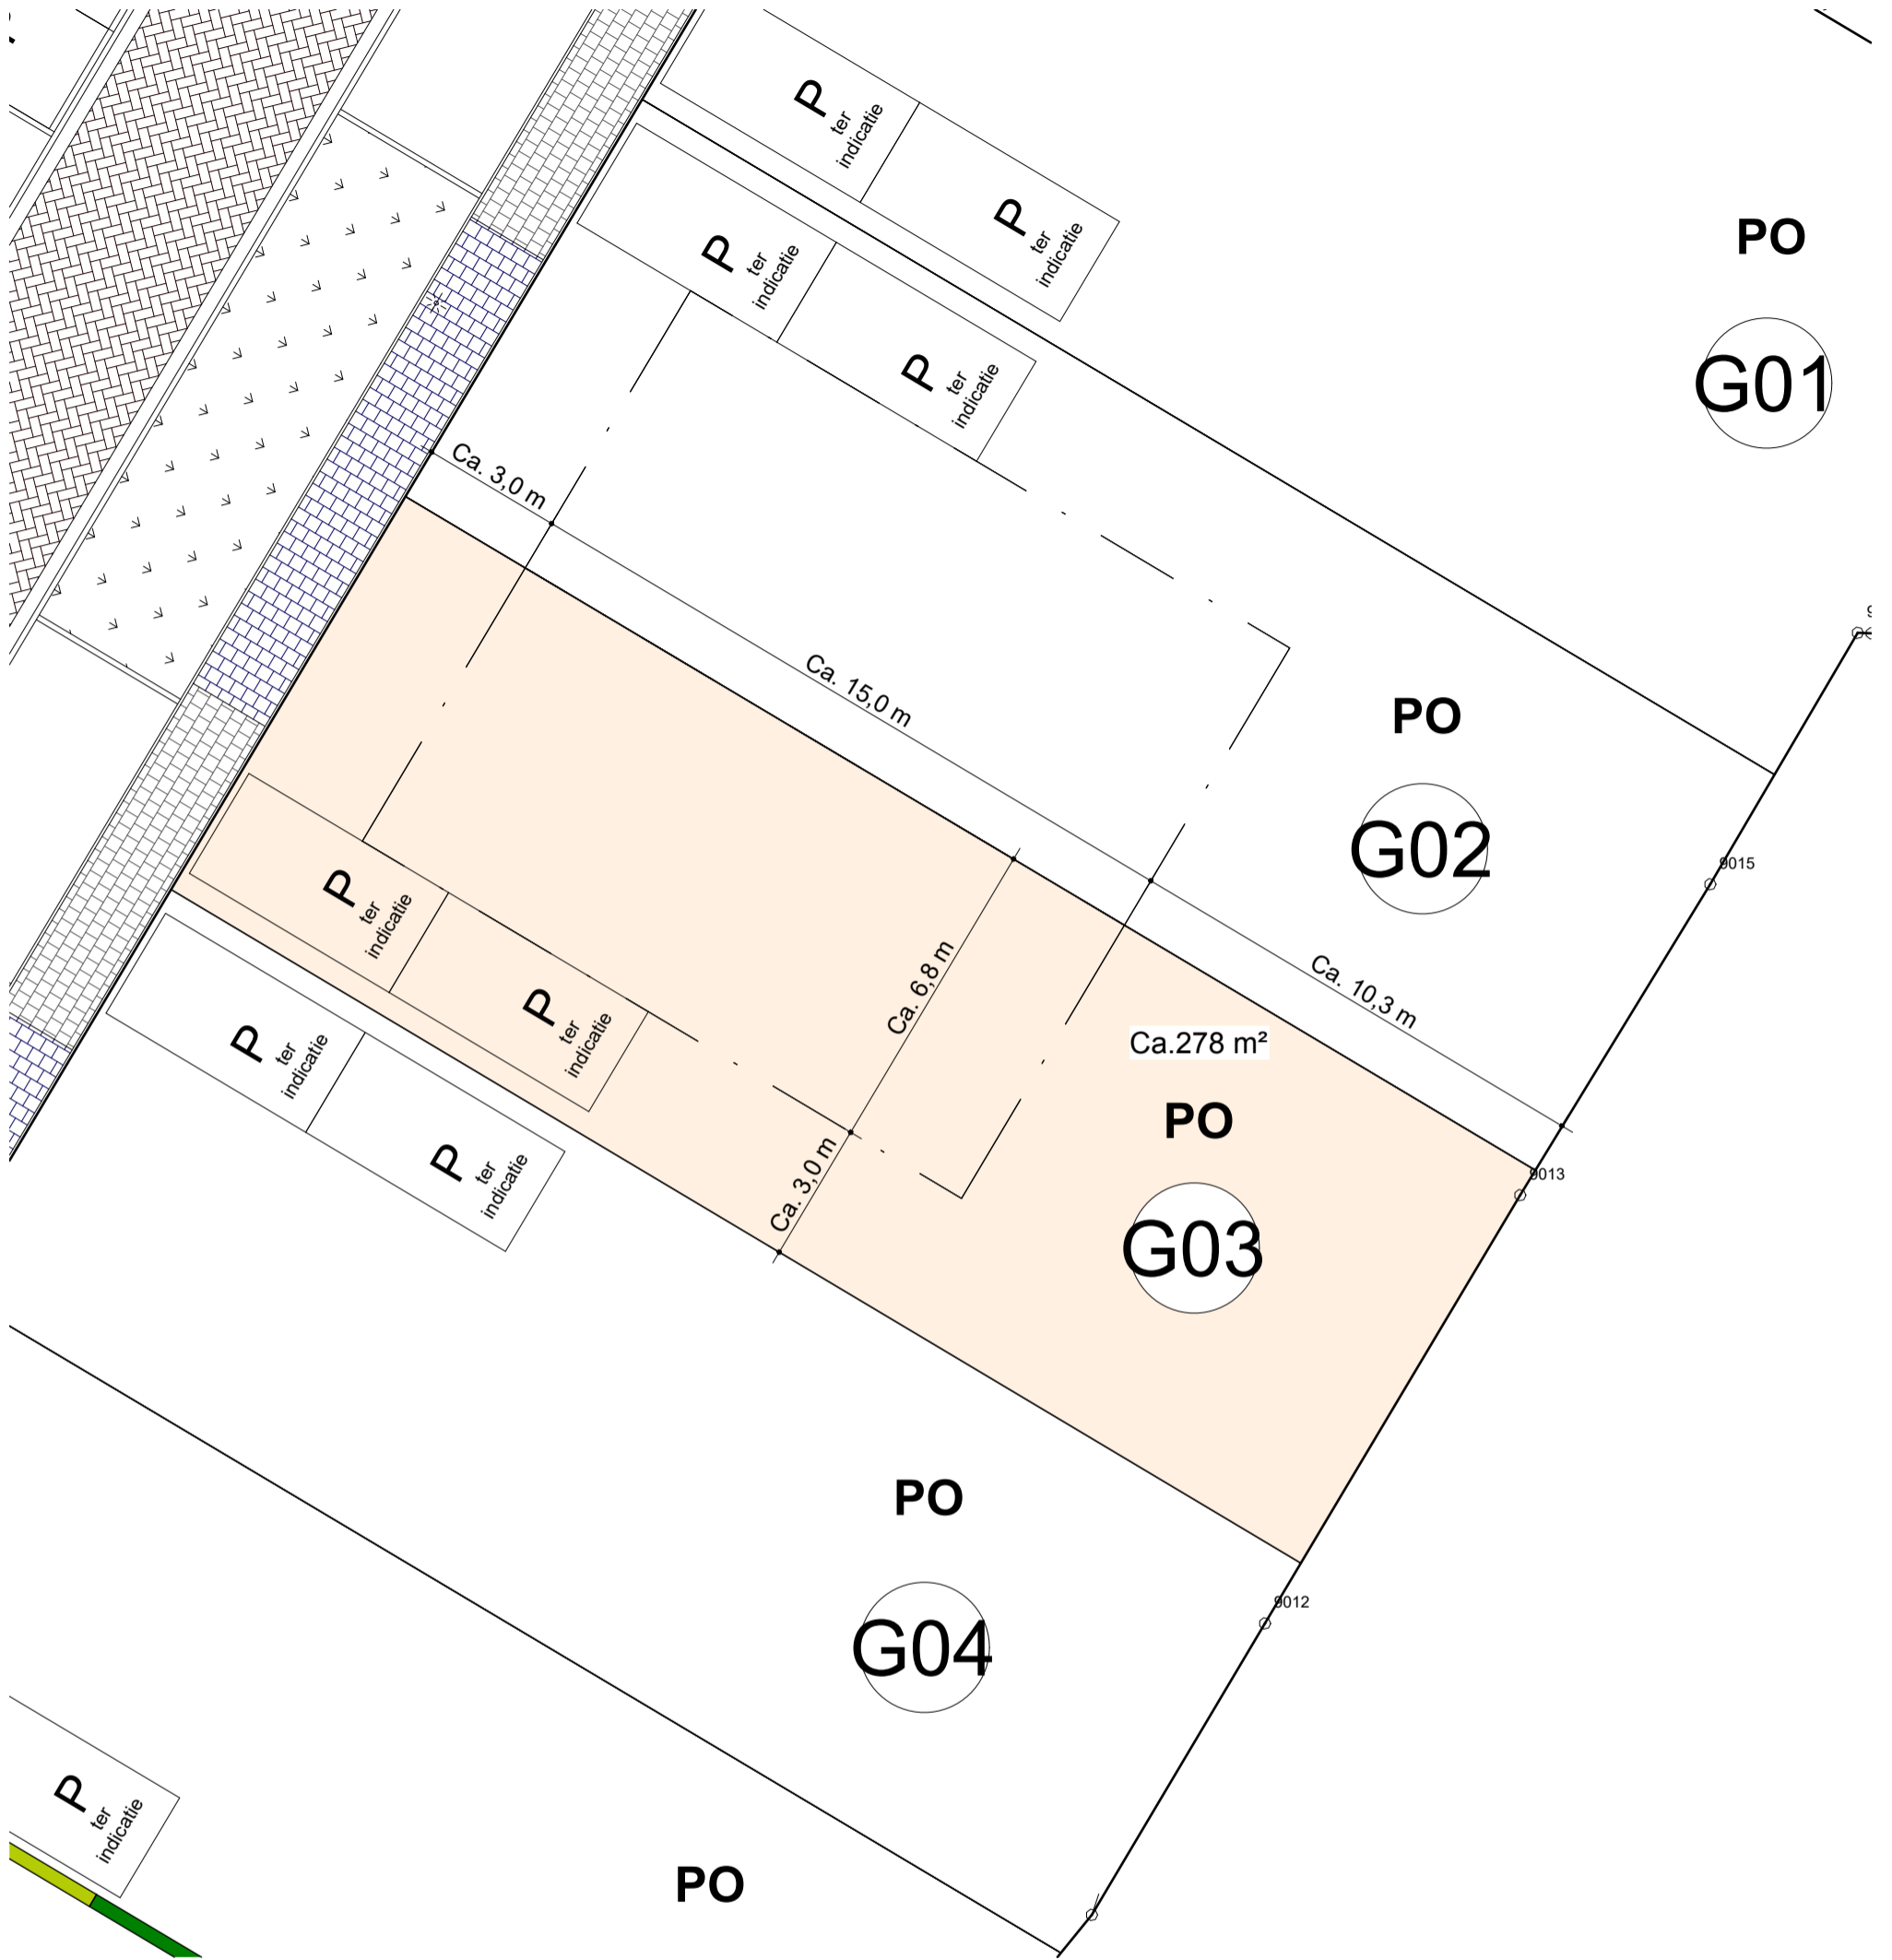 P
ter
indicatie
P
ter
indicatie
PO
G01
P
ter
indicatie
P
ter
indicatie
Ca. 3,0 m
Ca. 15,0 m
PO
G02
9015
P
ter
indicatie
P
ter
indicatie
Ca. 6,8 m
Ca. 10,3 m
Ca.278 m²
PO
9013
G03
Ca. 3,0 m
P
ter
indicatie
P
ter
indicatie
PO
9012
G04
P
ter
indicatie
PO